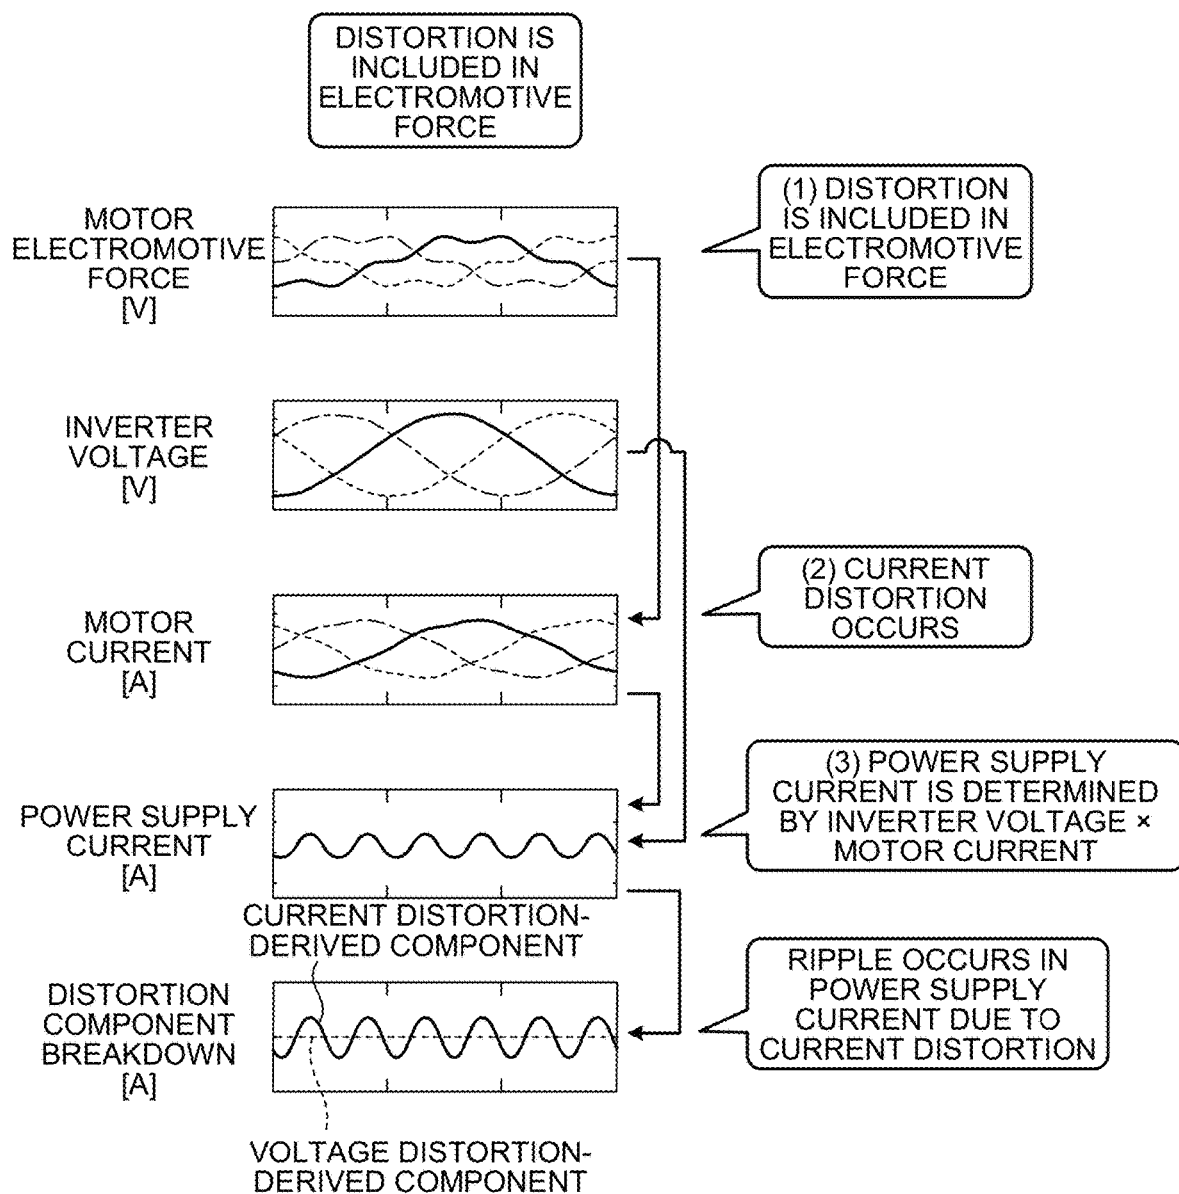 DISTORTION IS
INCLUDED IN
ELECTROMOTIVE
FORCE
MOTOR
ELECTROMOTIVE
FORCE
[V]
(1) DISTORTION
IS INCLUDED IN
ELECTROMOTIVE
FORCE
INVERTER
VOLTAGE
[V]
MOTOR
CURRENT
[A]
(2) CURRENT
DISTORTION
OCCURS
POWER SUPPLY
CURRENT
[A]
(3) POWER SUPPLY
CURRENT IS DETERMINED
BY INVERTER VOLTAGE ×
MOTOR CURRENT
CURRENT DISTORTION-
DERIVED COMPONENT
DISTORTION
COMPONENT
BREAKDOWN
[A]
RIPPLE OCCURS IN
POWER SUPPLY
CURRENT DUE TO
CURRENT DISTORTION
VOLTAGE DISTORTION-
DERIVED COMPONENT